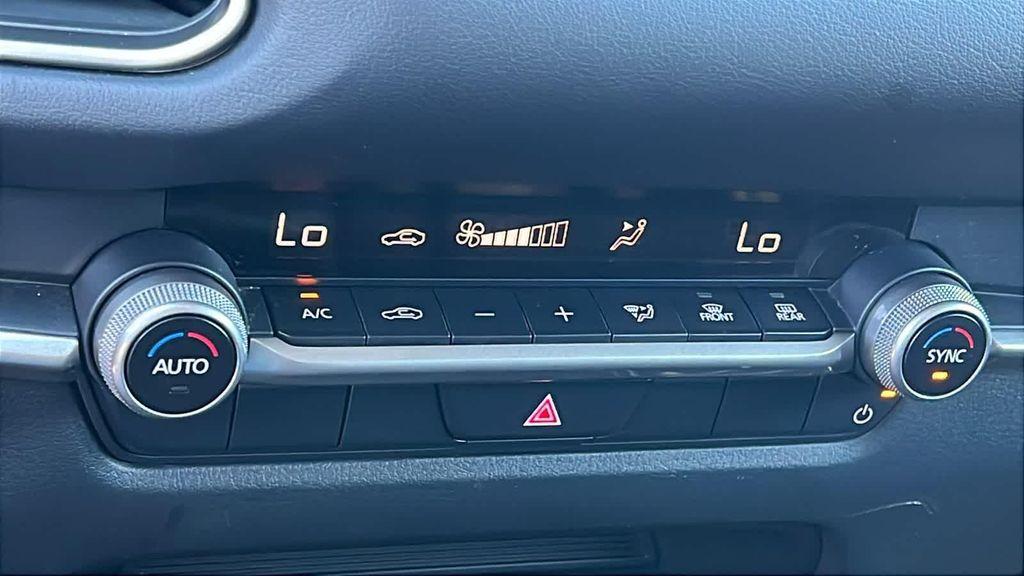 Lo Lo
A/C - + FRONT REAR
AUTO SYNC